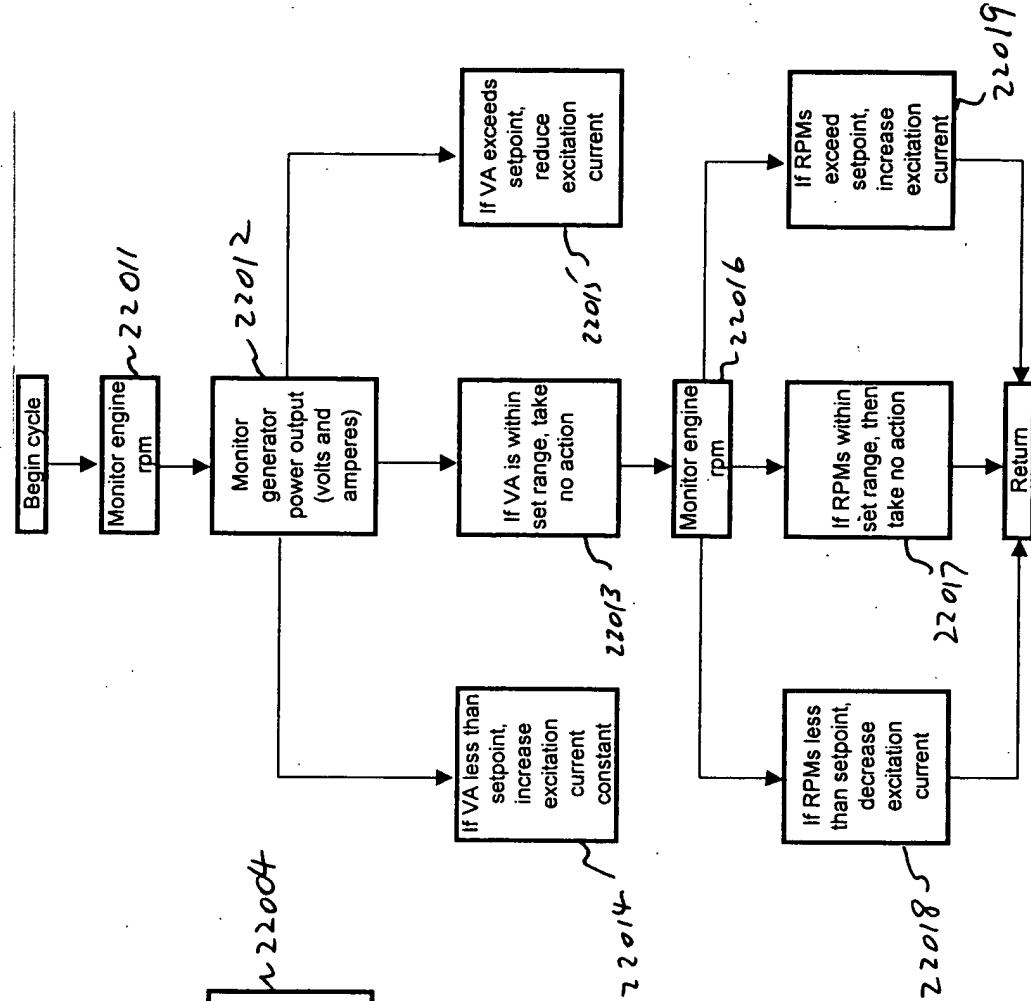 Begin cycle
Monitor engine
rpm
22011
Monitor
generator
power output
(volts and
amperes)
22012
22004
If VA less than
setpoint,
increase
excitation
current
constant
22014
If VA is within
set range, take
no action
22013
If VA exceeds
setpoint,
reduce
excitation
current
22015
Monitor engine
rpm
22016
If RPMs less
than setpoint,
decrease
excitation
current
22018
If RPMs within
set range, then
take no action
22017
If RPMs
exceed
setpoint,
increase
excitation
current
22019
Return